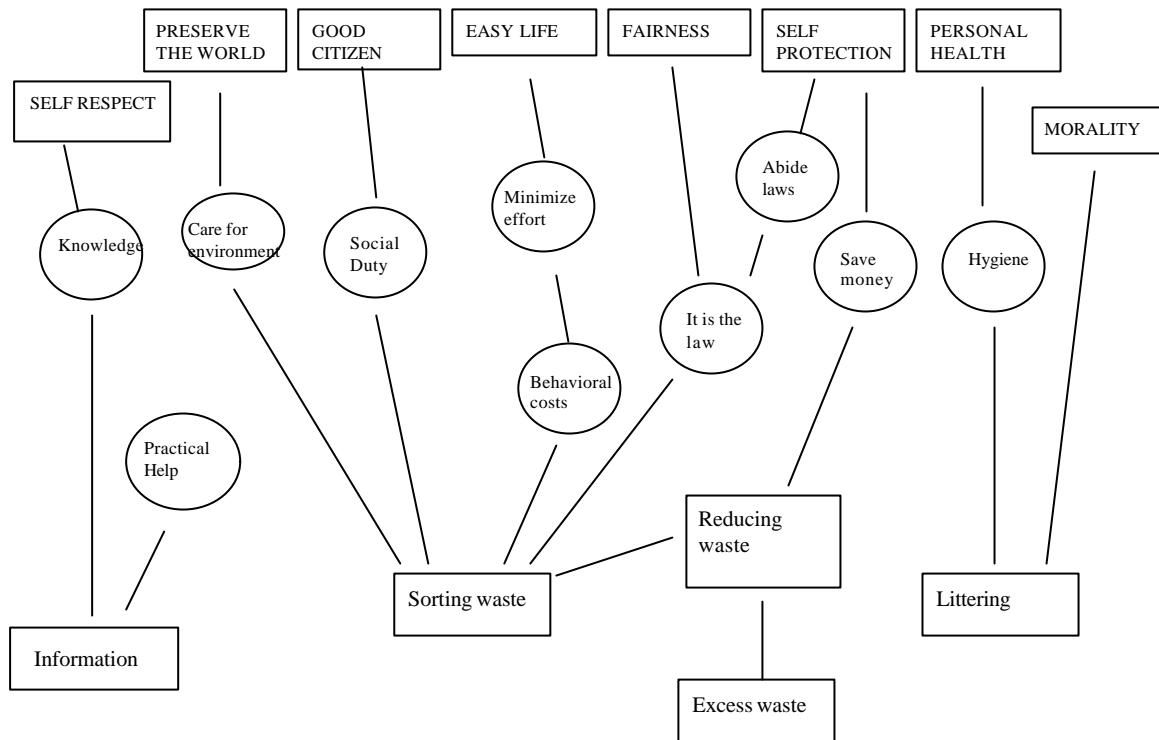 PRESERVE
THE WORLD
GOOD
CITIZEN
EASY LIFE
FAIRNESS
SELF
PROTECTION
PERSONAL
HEALTH
SELF RESPECT
MORALITY
Knowledge
Care for
environment
Social
Duty
Minimize
effort
Abide
laws
Save
money
Hygiene
It is the
law
Behavioral
costs
Practical
Help
Reducing
waste
Sorting waste
Littering
Information
Excess waste